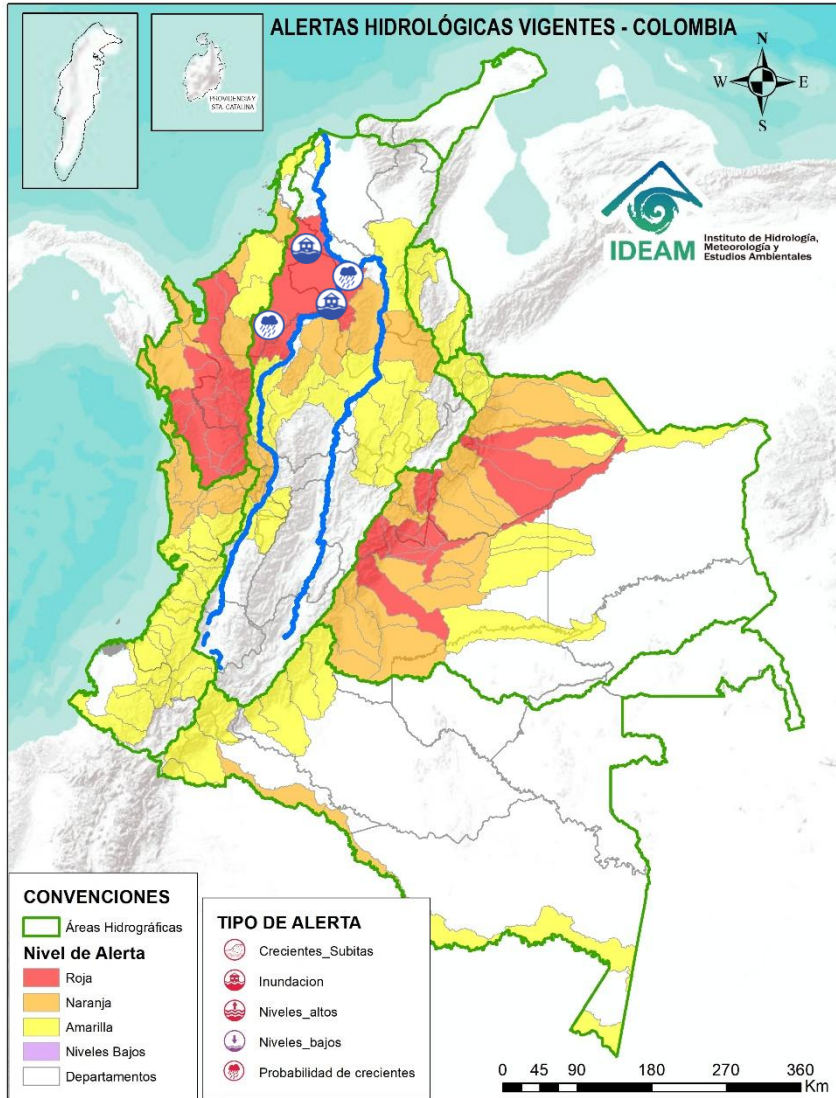 ALERTAS HIDROLÓGICAS VIGENTES - COLOMBIA
PROVIDENCIA Y
STA. CATALINA
N
W
E
S
IDEAM
Instituto de Hidrología,
Meteorología y
Estudios Ambientales
CONVENCIONES
Áreas Hidrográficas
Nivel de Alerta
Roja
Naranja
Amarilla
Niveles Bajos
Departamentos
TIPO DE ALERTA
Crecientes_Subitas
Inundacion
Niveles_altos
Niveles_bajos
Probabilidad de crecientes
0 45 90 180 270 360
Km